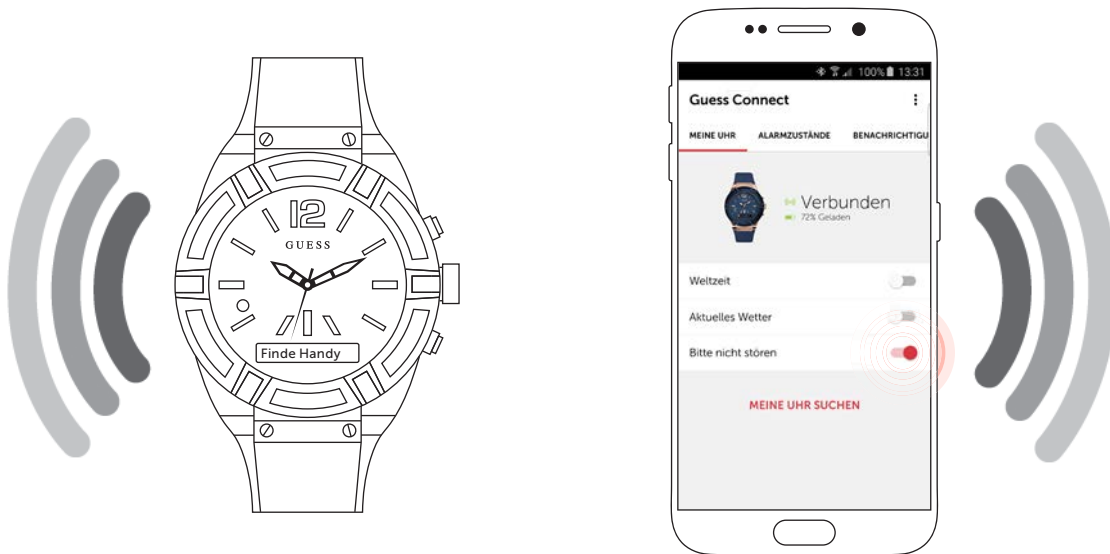 12
GUESS
Finde Handy
100% 13:31
Guess Connect
MEINE UHR ALARMZUSTÄNDE BENACHRICHTIGU
Verbunden
72% Geladen
Weltzeit
Aktuelles Wetter
Bitte nicht stören
MEINE UHR SUCHEN